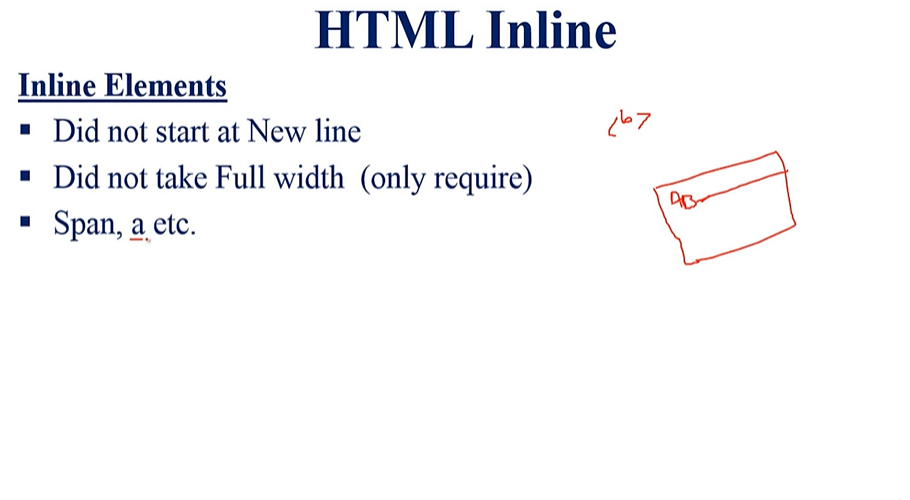 HTML Inline
Inline Elements
▪ Did not start at New line
<b>
▪ Did not take Full width (only require)
AB
▪ Span, a etc.